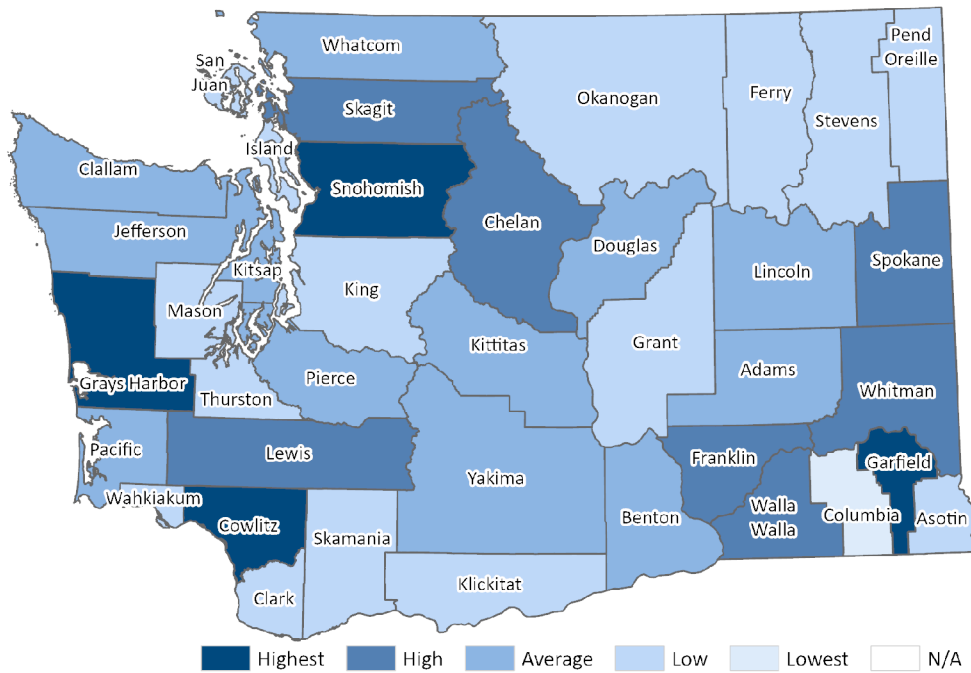 Whatcom
San
Juan
Skagit
Okanogan
Ferry
Pend
Oreille
Stevens
Island
Clallam
Snohomish
Chelan
Jefferson
Douglas
Spokane
Kitsap
Lincoln
King
Mason
Kittitas
Grant
Adams
Pierce
Grays Harbor
Thurston
Whitman
Pacific
Lewis
Franklin
Garfield
Yakima
Wahkiakum
Cowlitz
Skamania
Benton
Walla
Walla
Columbia
Asotin
Clark
Klickitat
Highest
High
Average
Low
Lowest
N/A